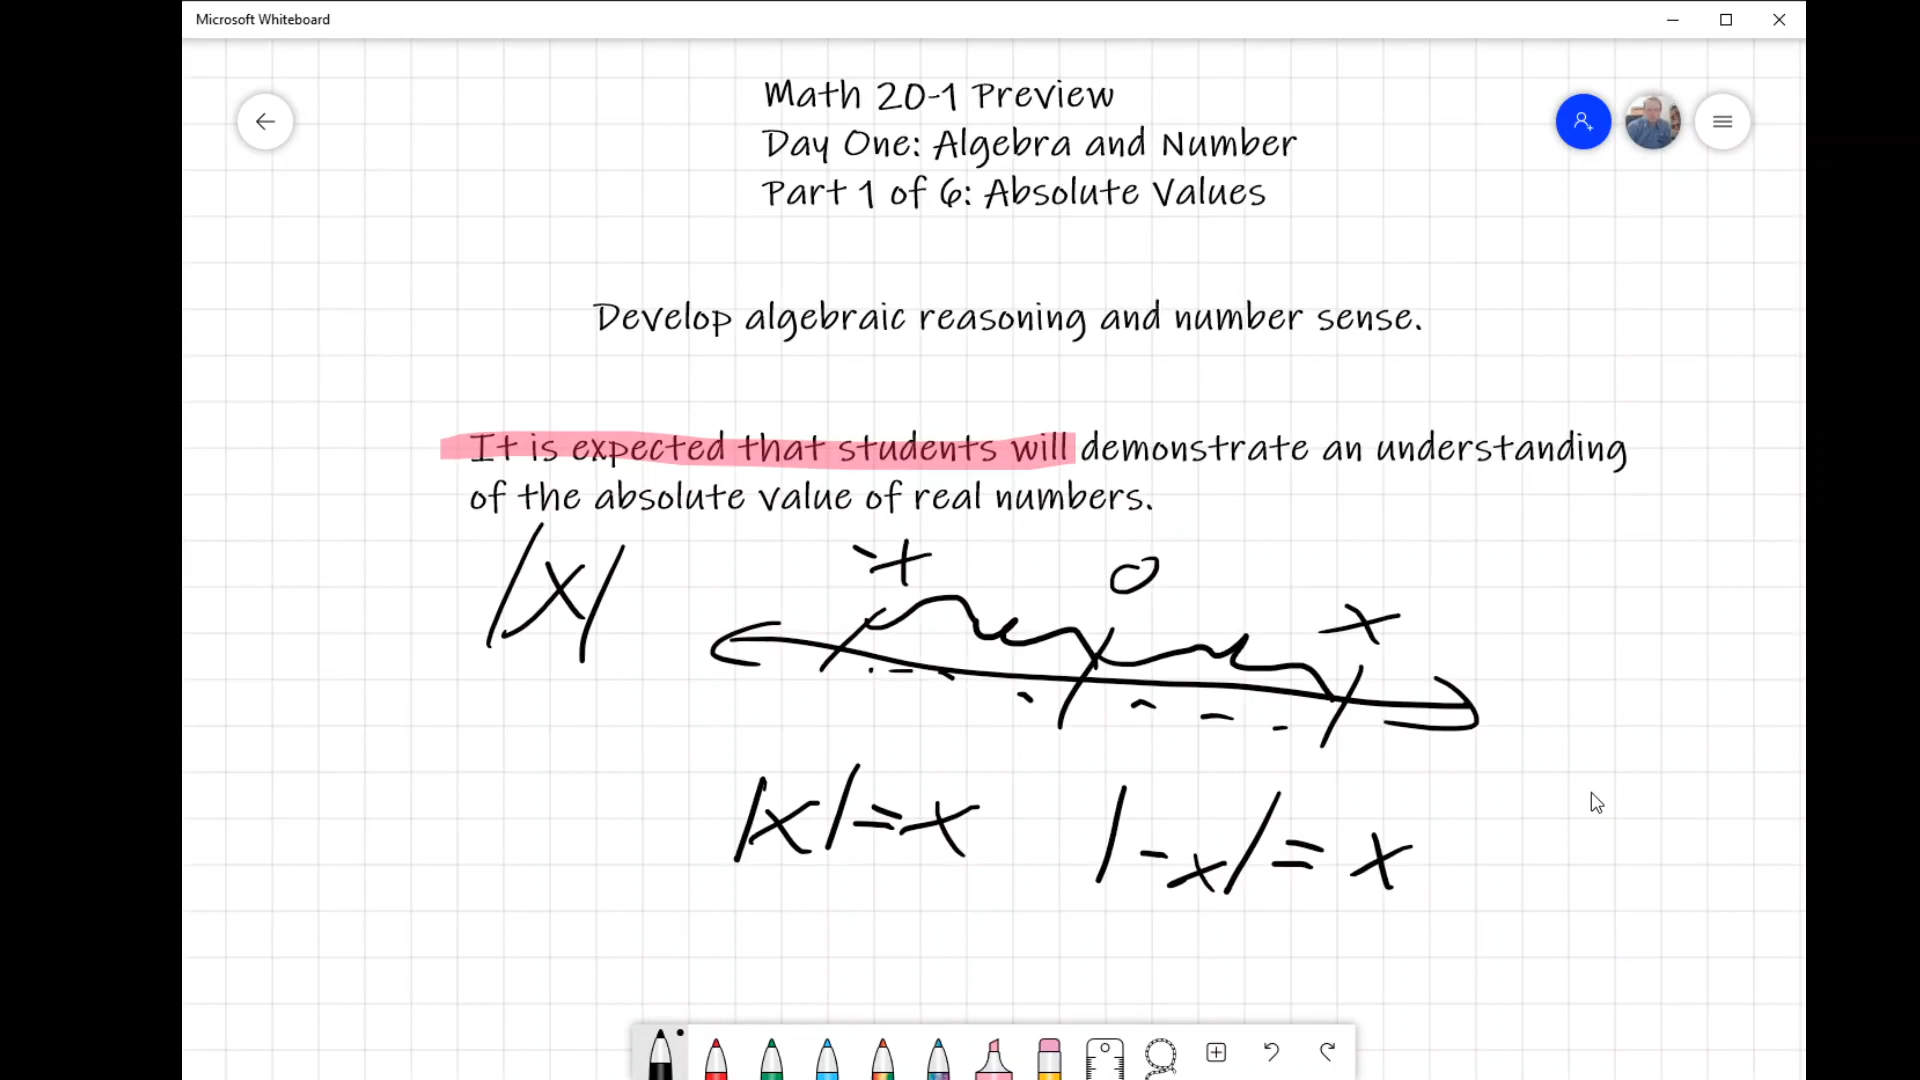 Microsoft Whiteboard
Math 20-1 Preview
Day One: Algebra and Number
Part 1 of 6: Absolute Values
Develop algebraic reasoning and number sense.
It is expected that students will demonstrate an understanding
of the absolute value of real numbers.
|x|
-x 0 x
|x|=x |-x|= x